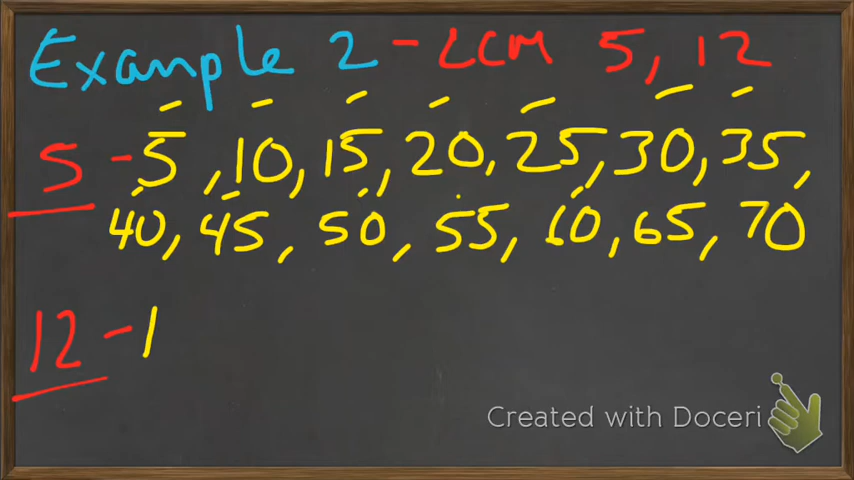 Example 2 - LCM 5, 12
5 - 5, 10, 15, 20, 25, 30, 35,
40, 45, 50, 55, 60, 65, 70
12 - 1
Created with Doceri